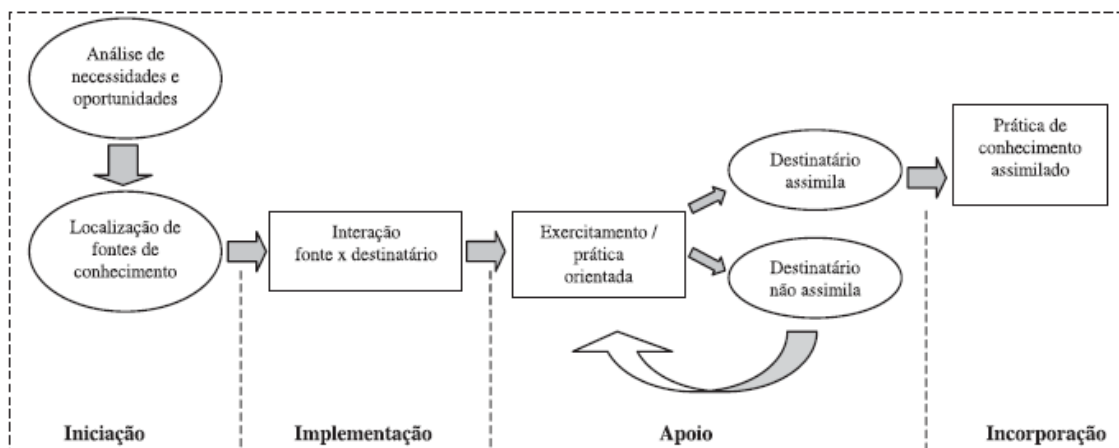 Análise de
necessidades e
oportunidades
Localização de
fontes de
conhecimento
Interação
fonte x destinatário
Exercitamento /
prática
orientada
Destinatário
assimila
Destinatário
não assimila
Prática de
conhecimento
assimilado
Iniciação
Implementação
Apoio
Incorporação